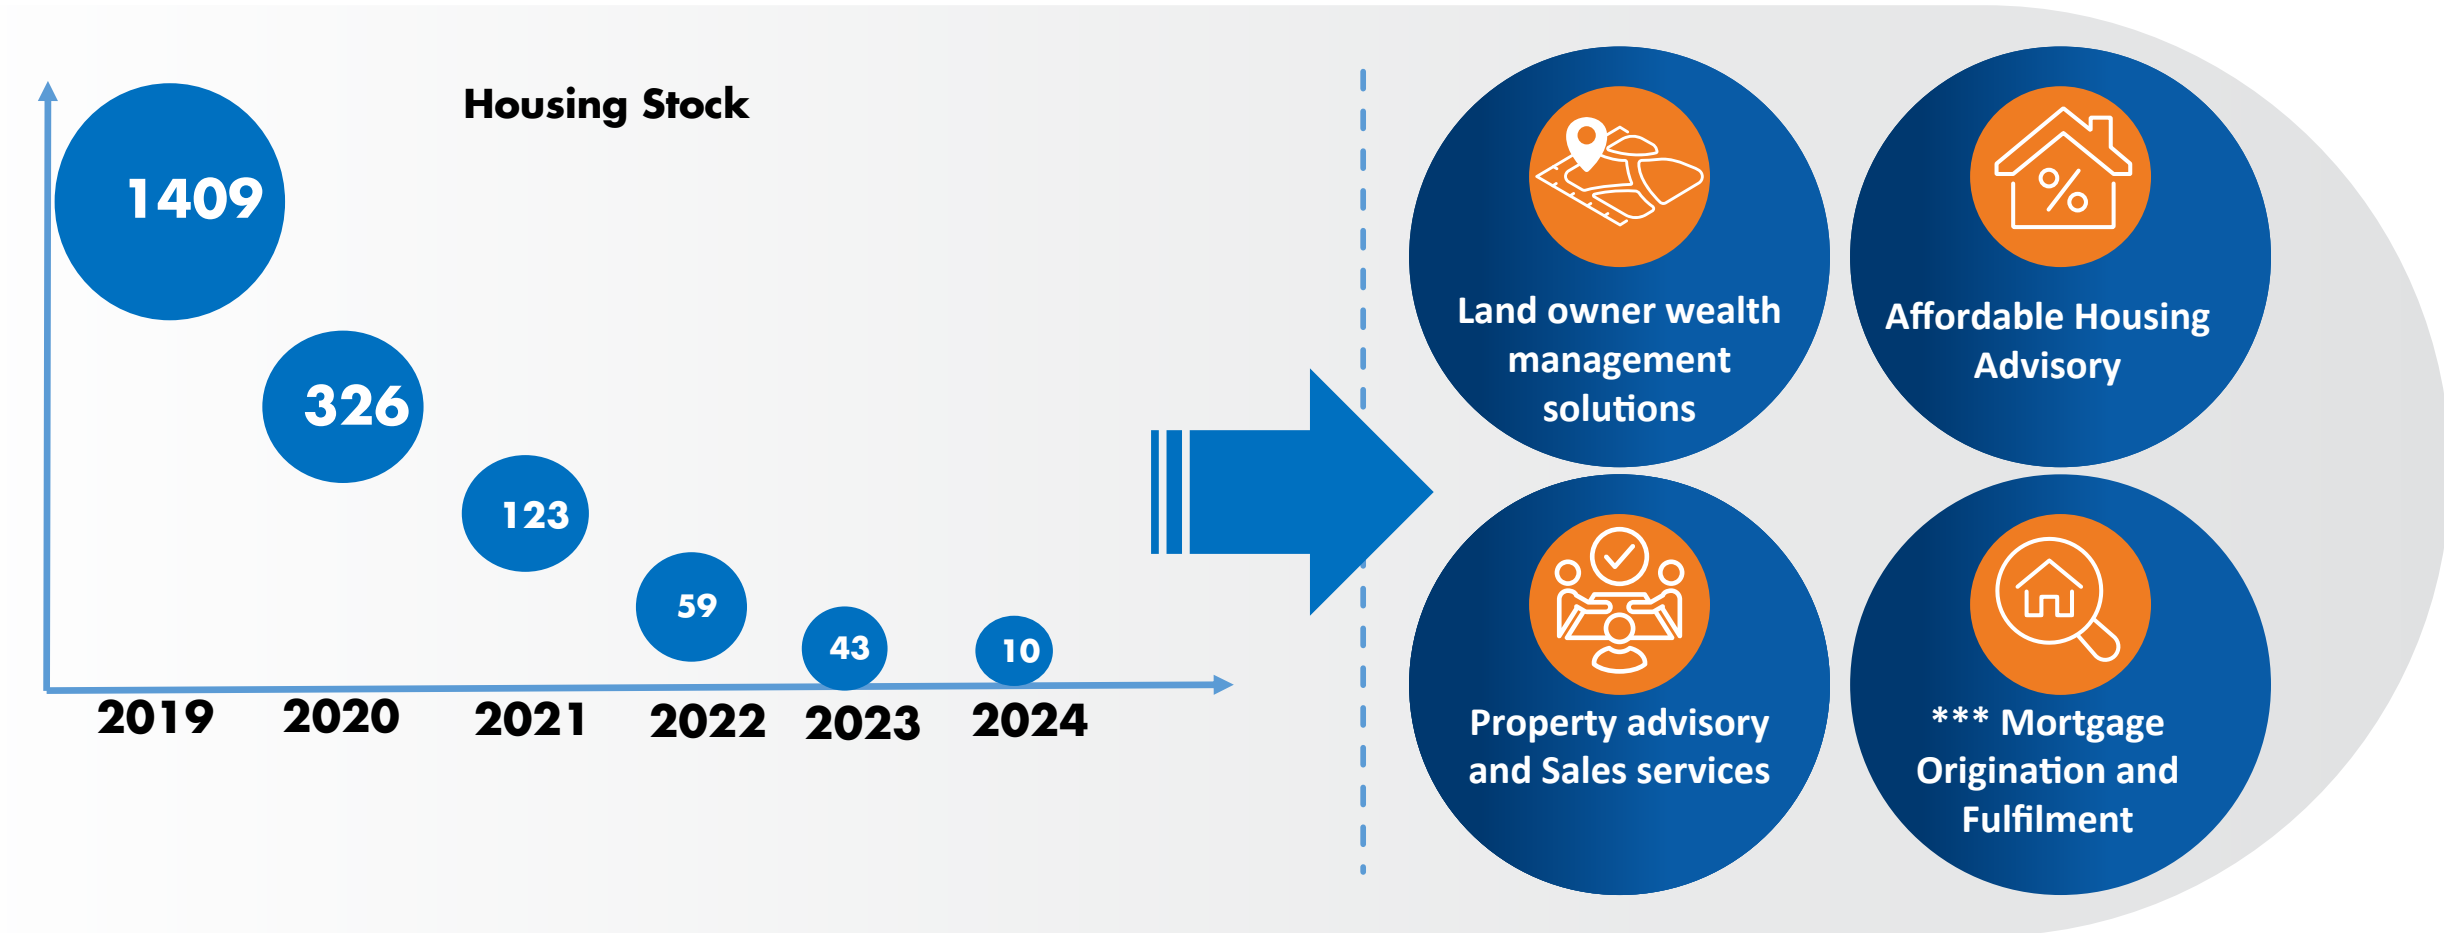 Housing Stock
1409
326
123
59
43
10
2019 2020 2021 2022 2023 2024
Land owner wealth
management
solutions
Affordable Housing
Advisory
Property advisory
and Sales services
*** Mortgage
Origination and
Fulfilment